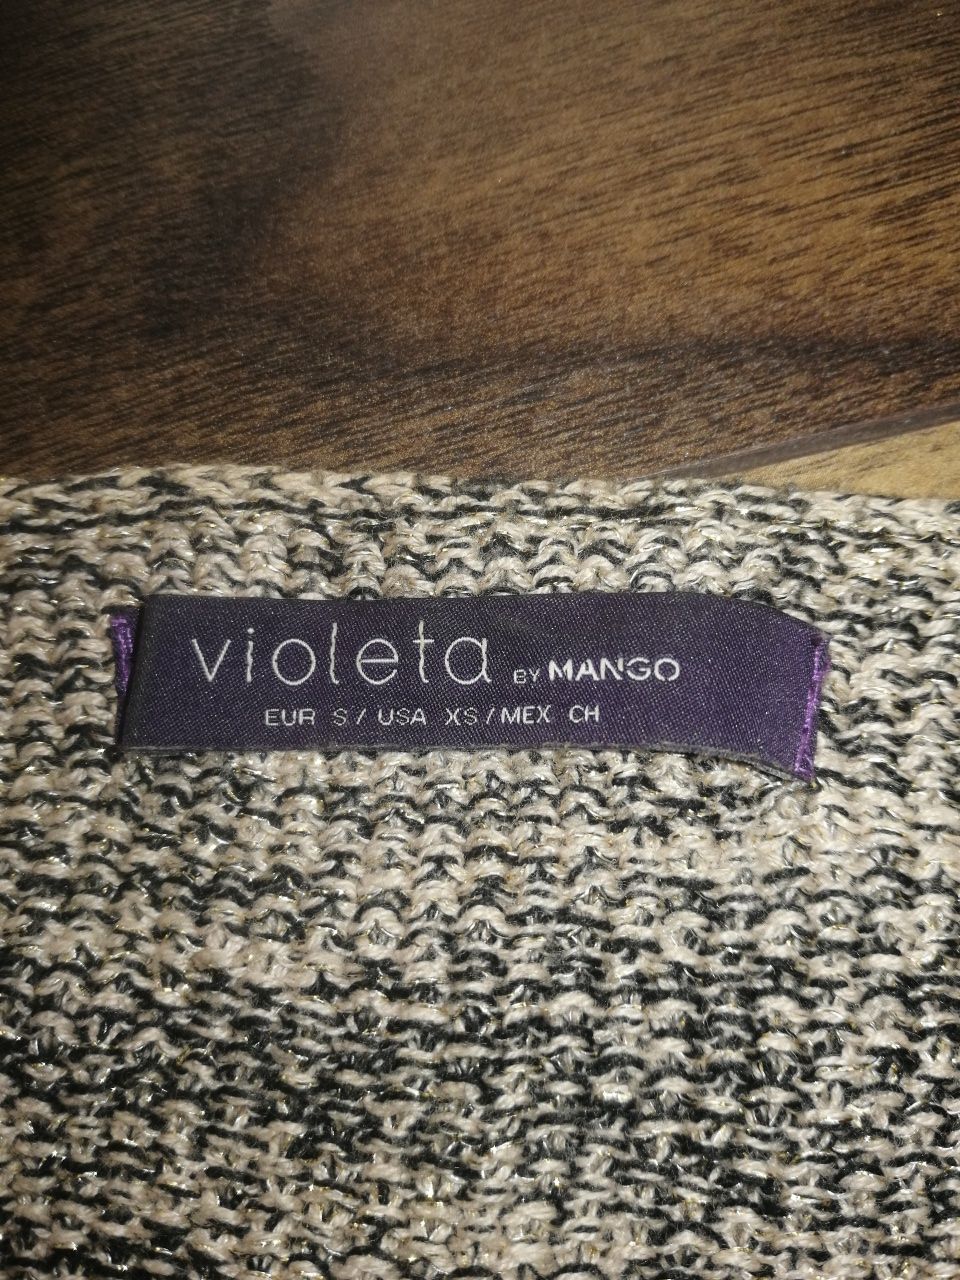 violeta BY MANGO
EUR S / USA XS / MEX CH